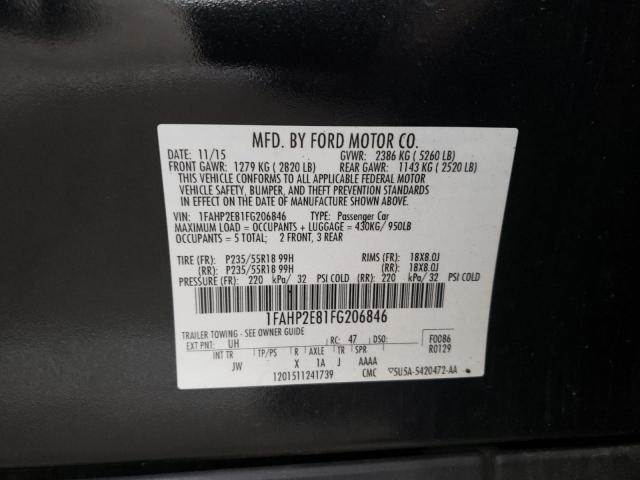 MFD. BY FORD MOTOR CO.
DATE: 11/15 GVWR: 2386 KG ( 5260 LB)
FRONT GAWR: 1279 KG ( 2820 LB) REAR GAWR: 1143 KG ( 2520 LB)
THIS VEHICLE CONFORMS TO ALL APPLICABLE FEDERAL MOTOR
VEHICLE SAFETY, BUMPER, AND THEFT PREVENTION STANDARDS
IN EFFECT ON THE DATE OF MANUFACTURE SHOWN ABOVE.
VIN: 1FAHP2E81FG206846 TYPE: Passenger Car
MAXIMUM LOAD = OCCUPANTS + LUGGAGE = 430KG/ 950LB
OCCUPANTS = 5 TOTAL; 2 FRONT, 3 REAR
TIRE (FR): P235/55R18 99H RIMS (FR): 18X8.0J
(RR): P235/55R18 99H (RR): 18X8.0J
PRESSURE (FR): 220 kPa/ 32 PSI COLD (RR): 220 kPa/ 32 PSI COLD
1FAHP2E81FG206846
TRAILER TOWING - SEE OWNER GUIDE
EXT PNT: UH RC: 47 DSO: F0086
INT TR TP/PS R AXLE TR SPR R0129
JW X 1A J AAAA
1201511241739 CMC 5U5A-5420472-AA